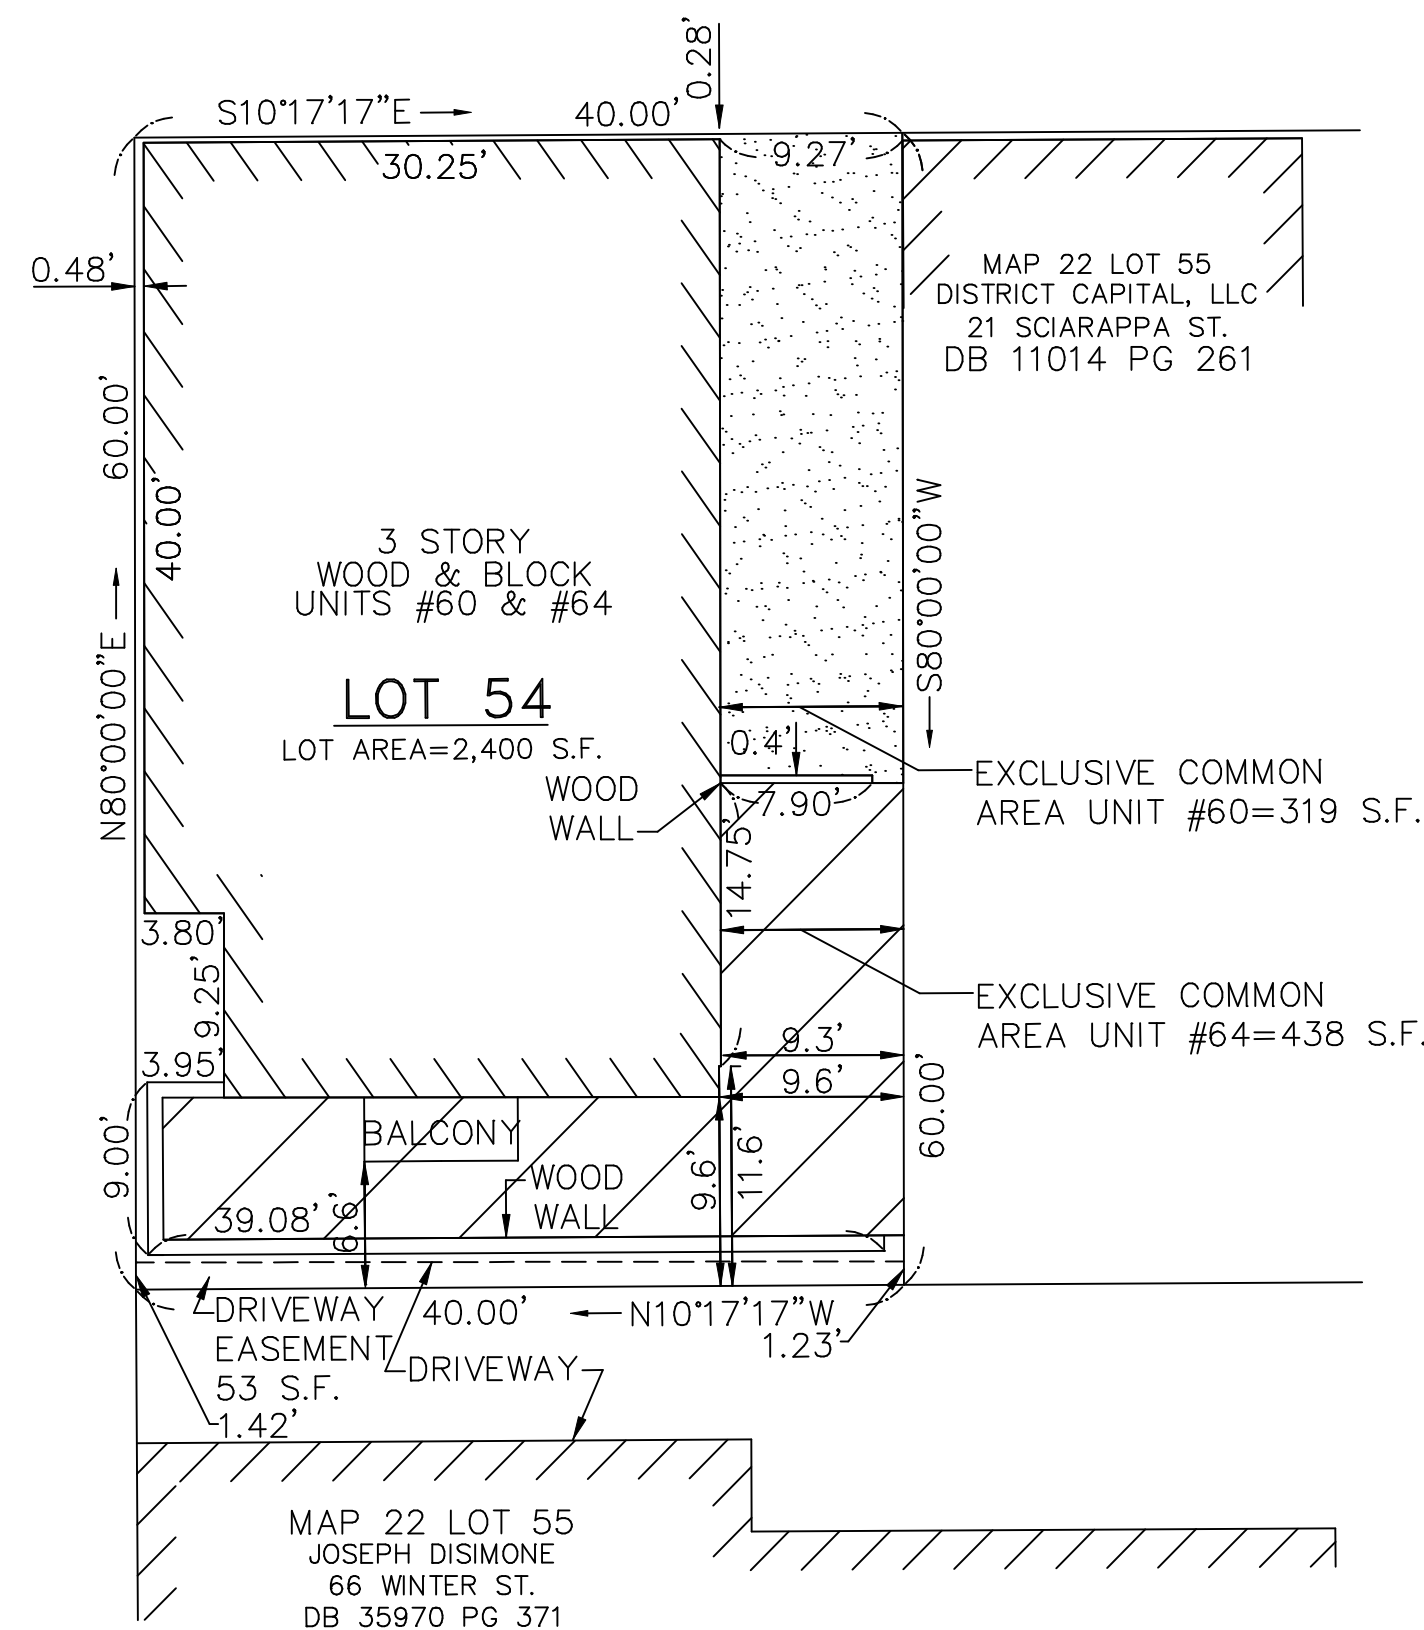 0.28'
S10°17'17"E
40.00'
30.25'
9.27'
0.48'
MAP 22 LOT 55
DISTRICT CAPITAL, LLC
21 SCIARAPPA ST.
DB 11014 PG 261
60.00'
40.00'
N80°00'00"E
S80°00'00"W
3 STORY
WOOD & BLOCK
UNITS #60 & #64
LOT 54
LOT AREA=2,400 S.F.
0.4'
WOOD
WALL
7.90'
EXCLUSIVE COMMON
AREA UNIT #60=319 S.F.
14.75'
3.80'
9.25'
3.95'
EXCLUSIVE COMMON
AREA UNIT #64=438 S.F.
9.3'
9.6'
60.00'
9.00'
BALCONY
9.6'
11.6'
WOOD
WALL
39.08'
6.6'
DRIVEWAY
EASEMENT
53 S.F.
1.42'
40.00'
N10°17'17"W
1.23'
DRIVEWAY
MAP 22 LOT 55
JOSEPH DISIMONE
66 WINTER ST.
DB 35970 PG 371